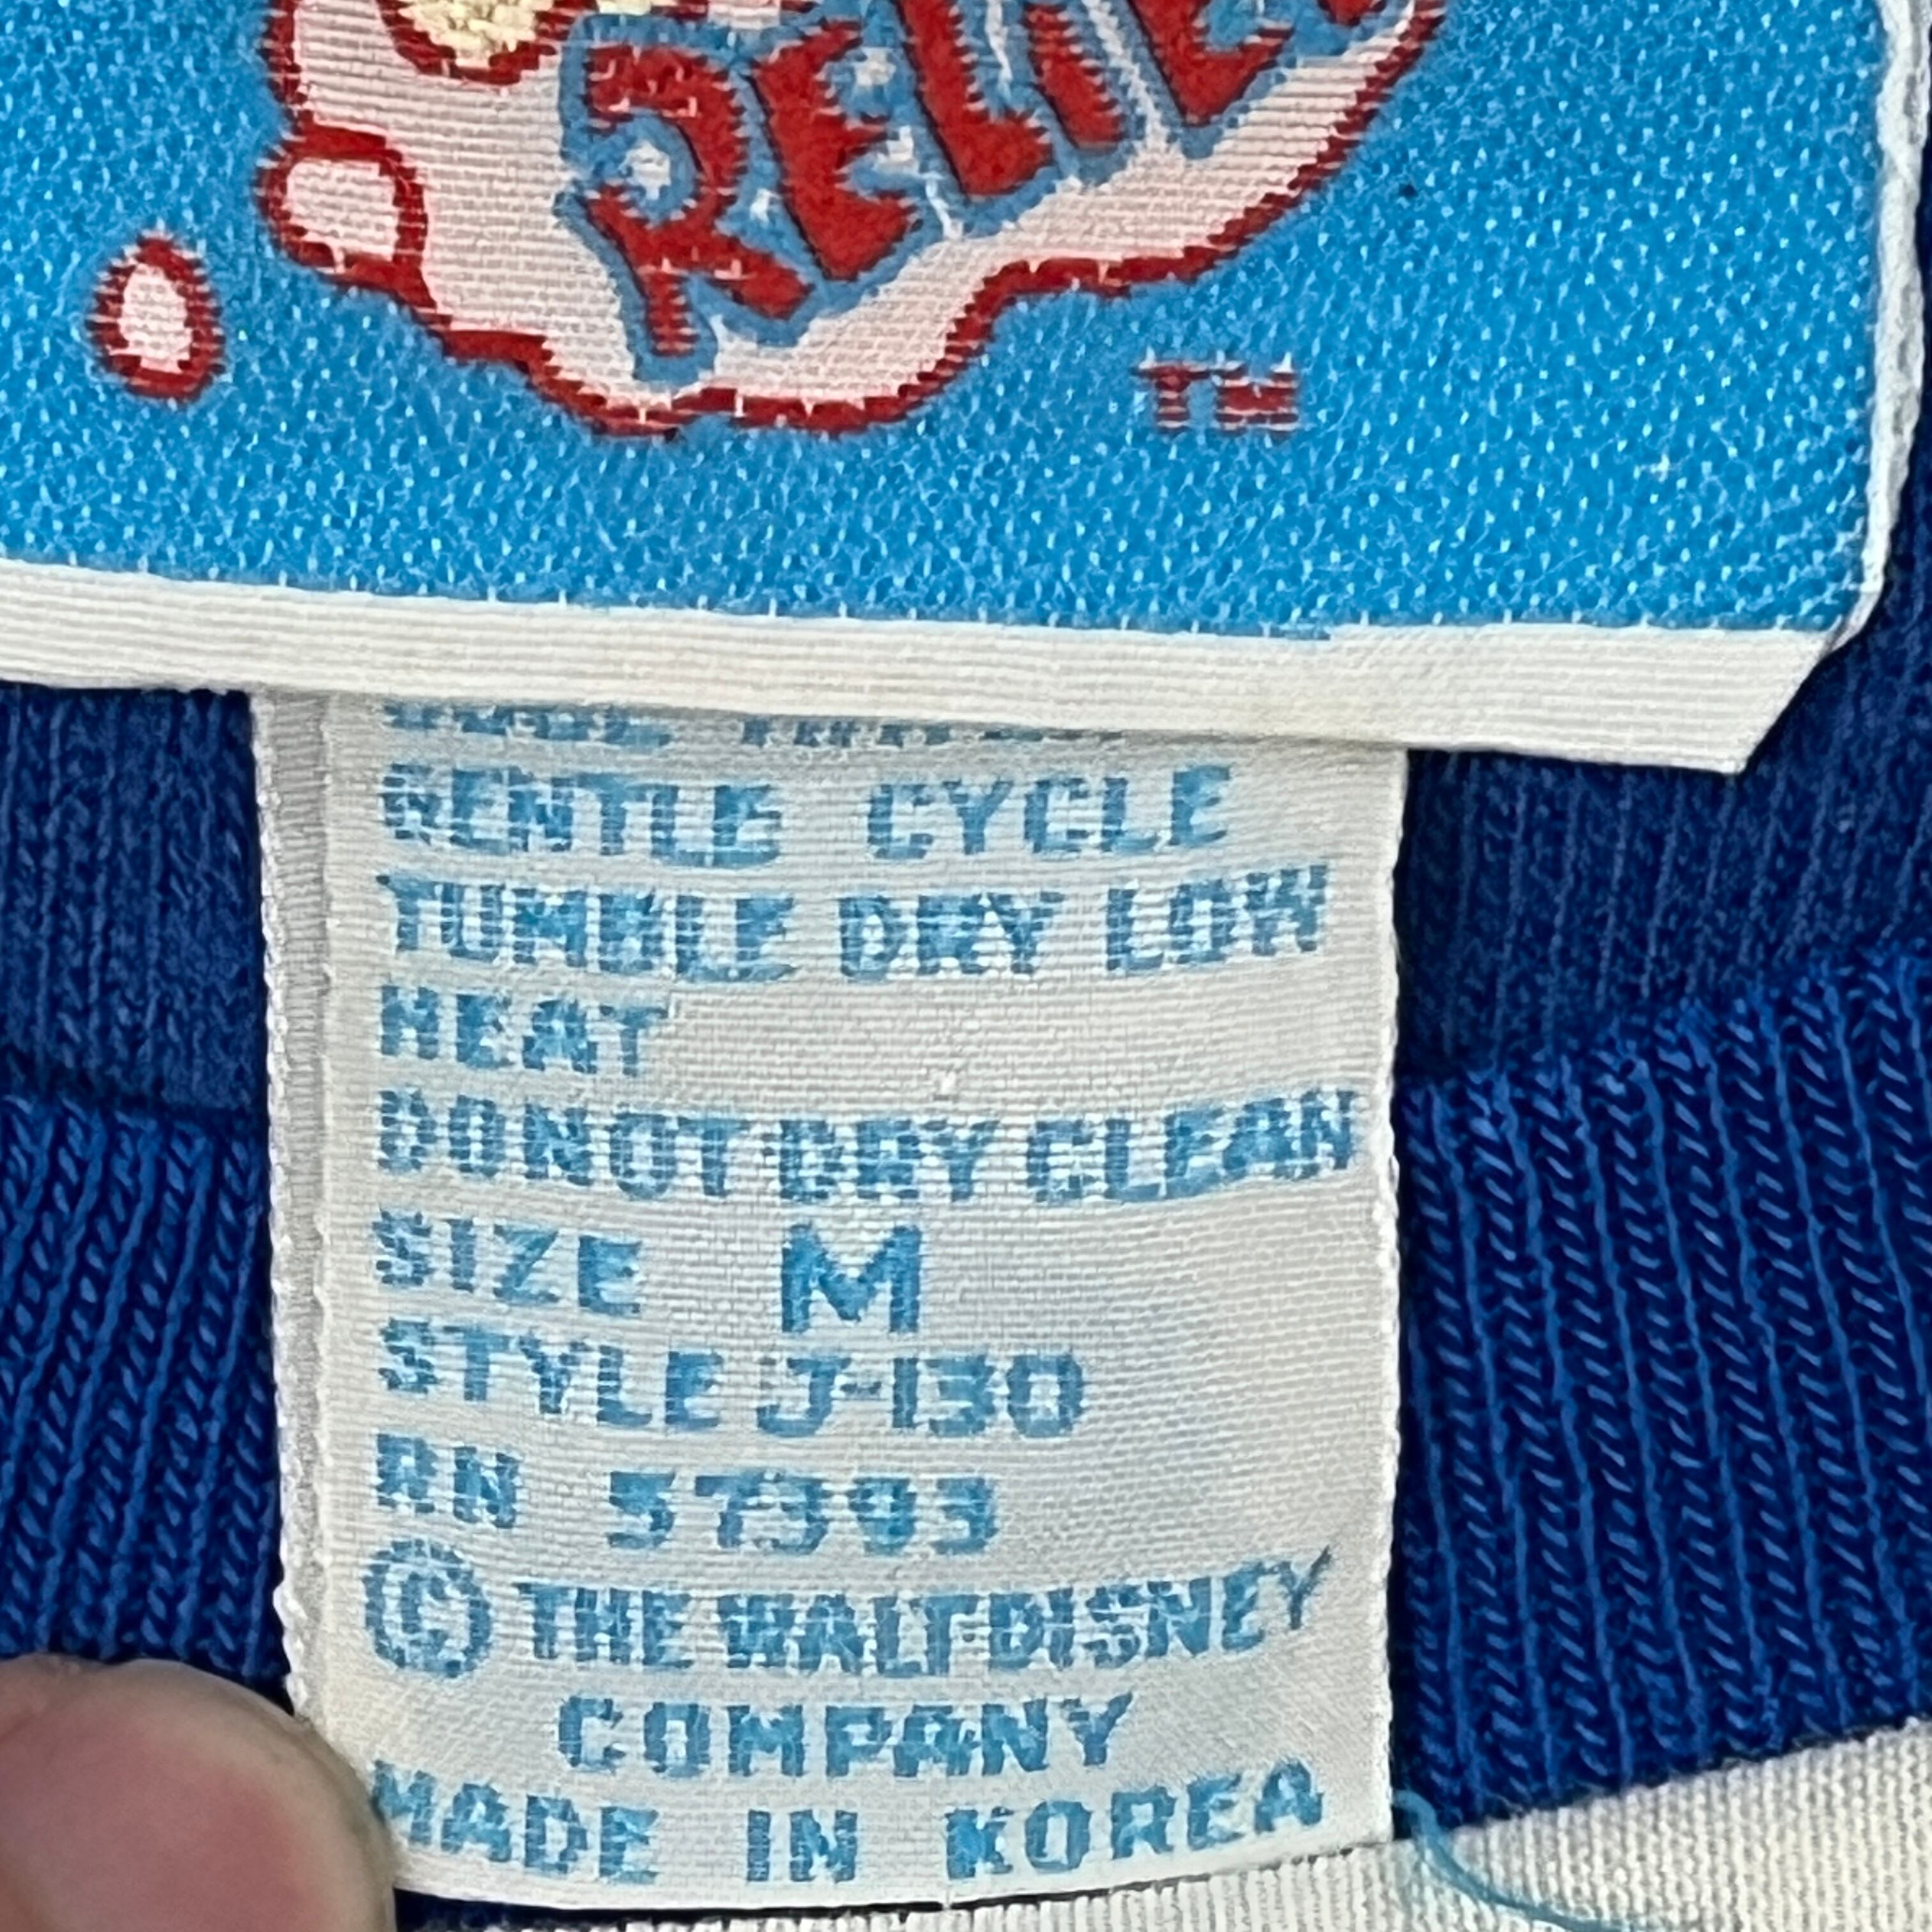 TM
GENTLE CYCLE
TUMBLE DRY LOW
HEAT
DO NOT DRY CLEAN
SIZE M
STYLE J-130
RN 57393
© THE WALT DISNEY
COMPANY
MADE IN KOREA